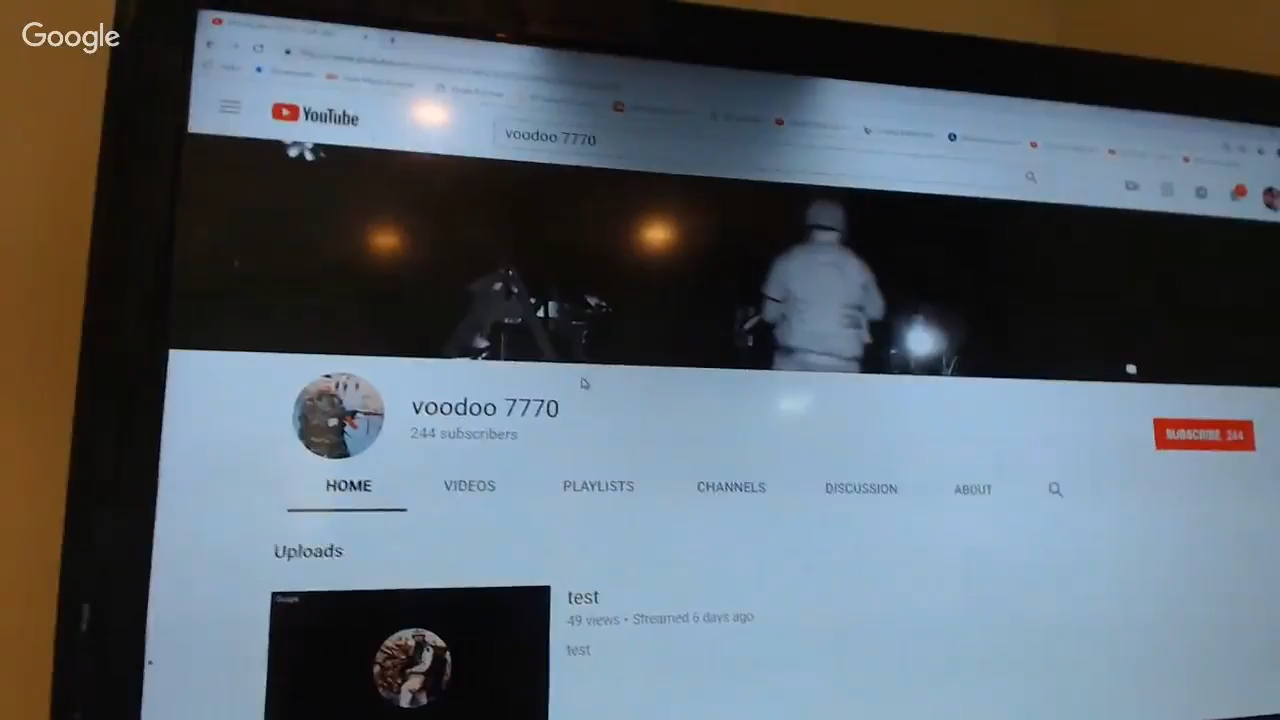 Google
YouTube
voodoo 7770
voodoo 7770
244 subscribers
SUBSCRIBE 244
HOME VIDEOS PLAYLISTS CHANNELS DISCUSSION ABOUT
Uploads
Google
test
49 views • Streamed 6 days ago
test